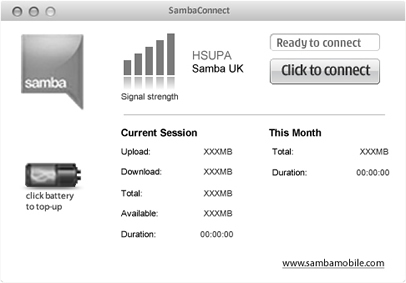 SambaConnect
samba
Signal strength
HSUPA
Samba UK
Ready to connect
Click to connect
Current Session
Upload: XXXMB
Download: XXXMB
Total: XXXMB
Available: XXXMB
Duration: 00:00:00
This Month
Total: XXXMB
Duration: 00:00:00
click battery
to top-up
www.sambamobile.com